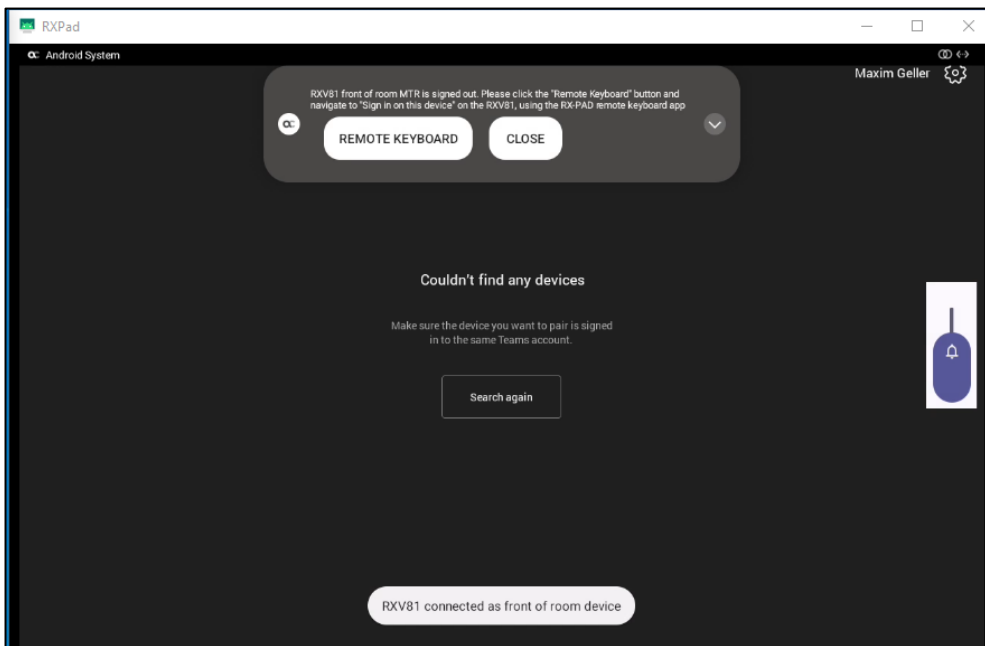 RXPad
Android System
Maxim Geller
RXV81 front of room MTR is signed out. Please click the "Remote Keyboard" button and
navigate to "Sign in on this device" on the RXV81, using the RX-PAD remote keyboard app
REMOTE KEYBOARD CLOSE
Couldn't find any devices
Make sure the device you want to pair is signed
in to the same Teams account.
Search again
RXV81 connected as front of room device